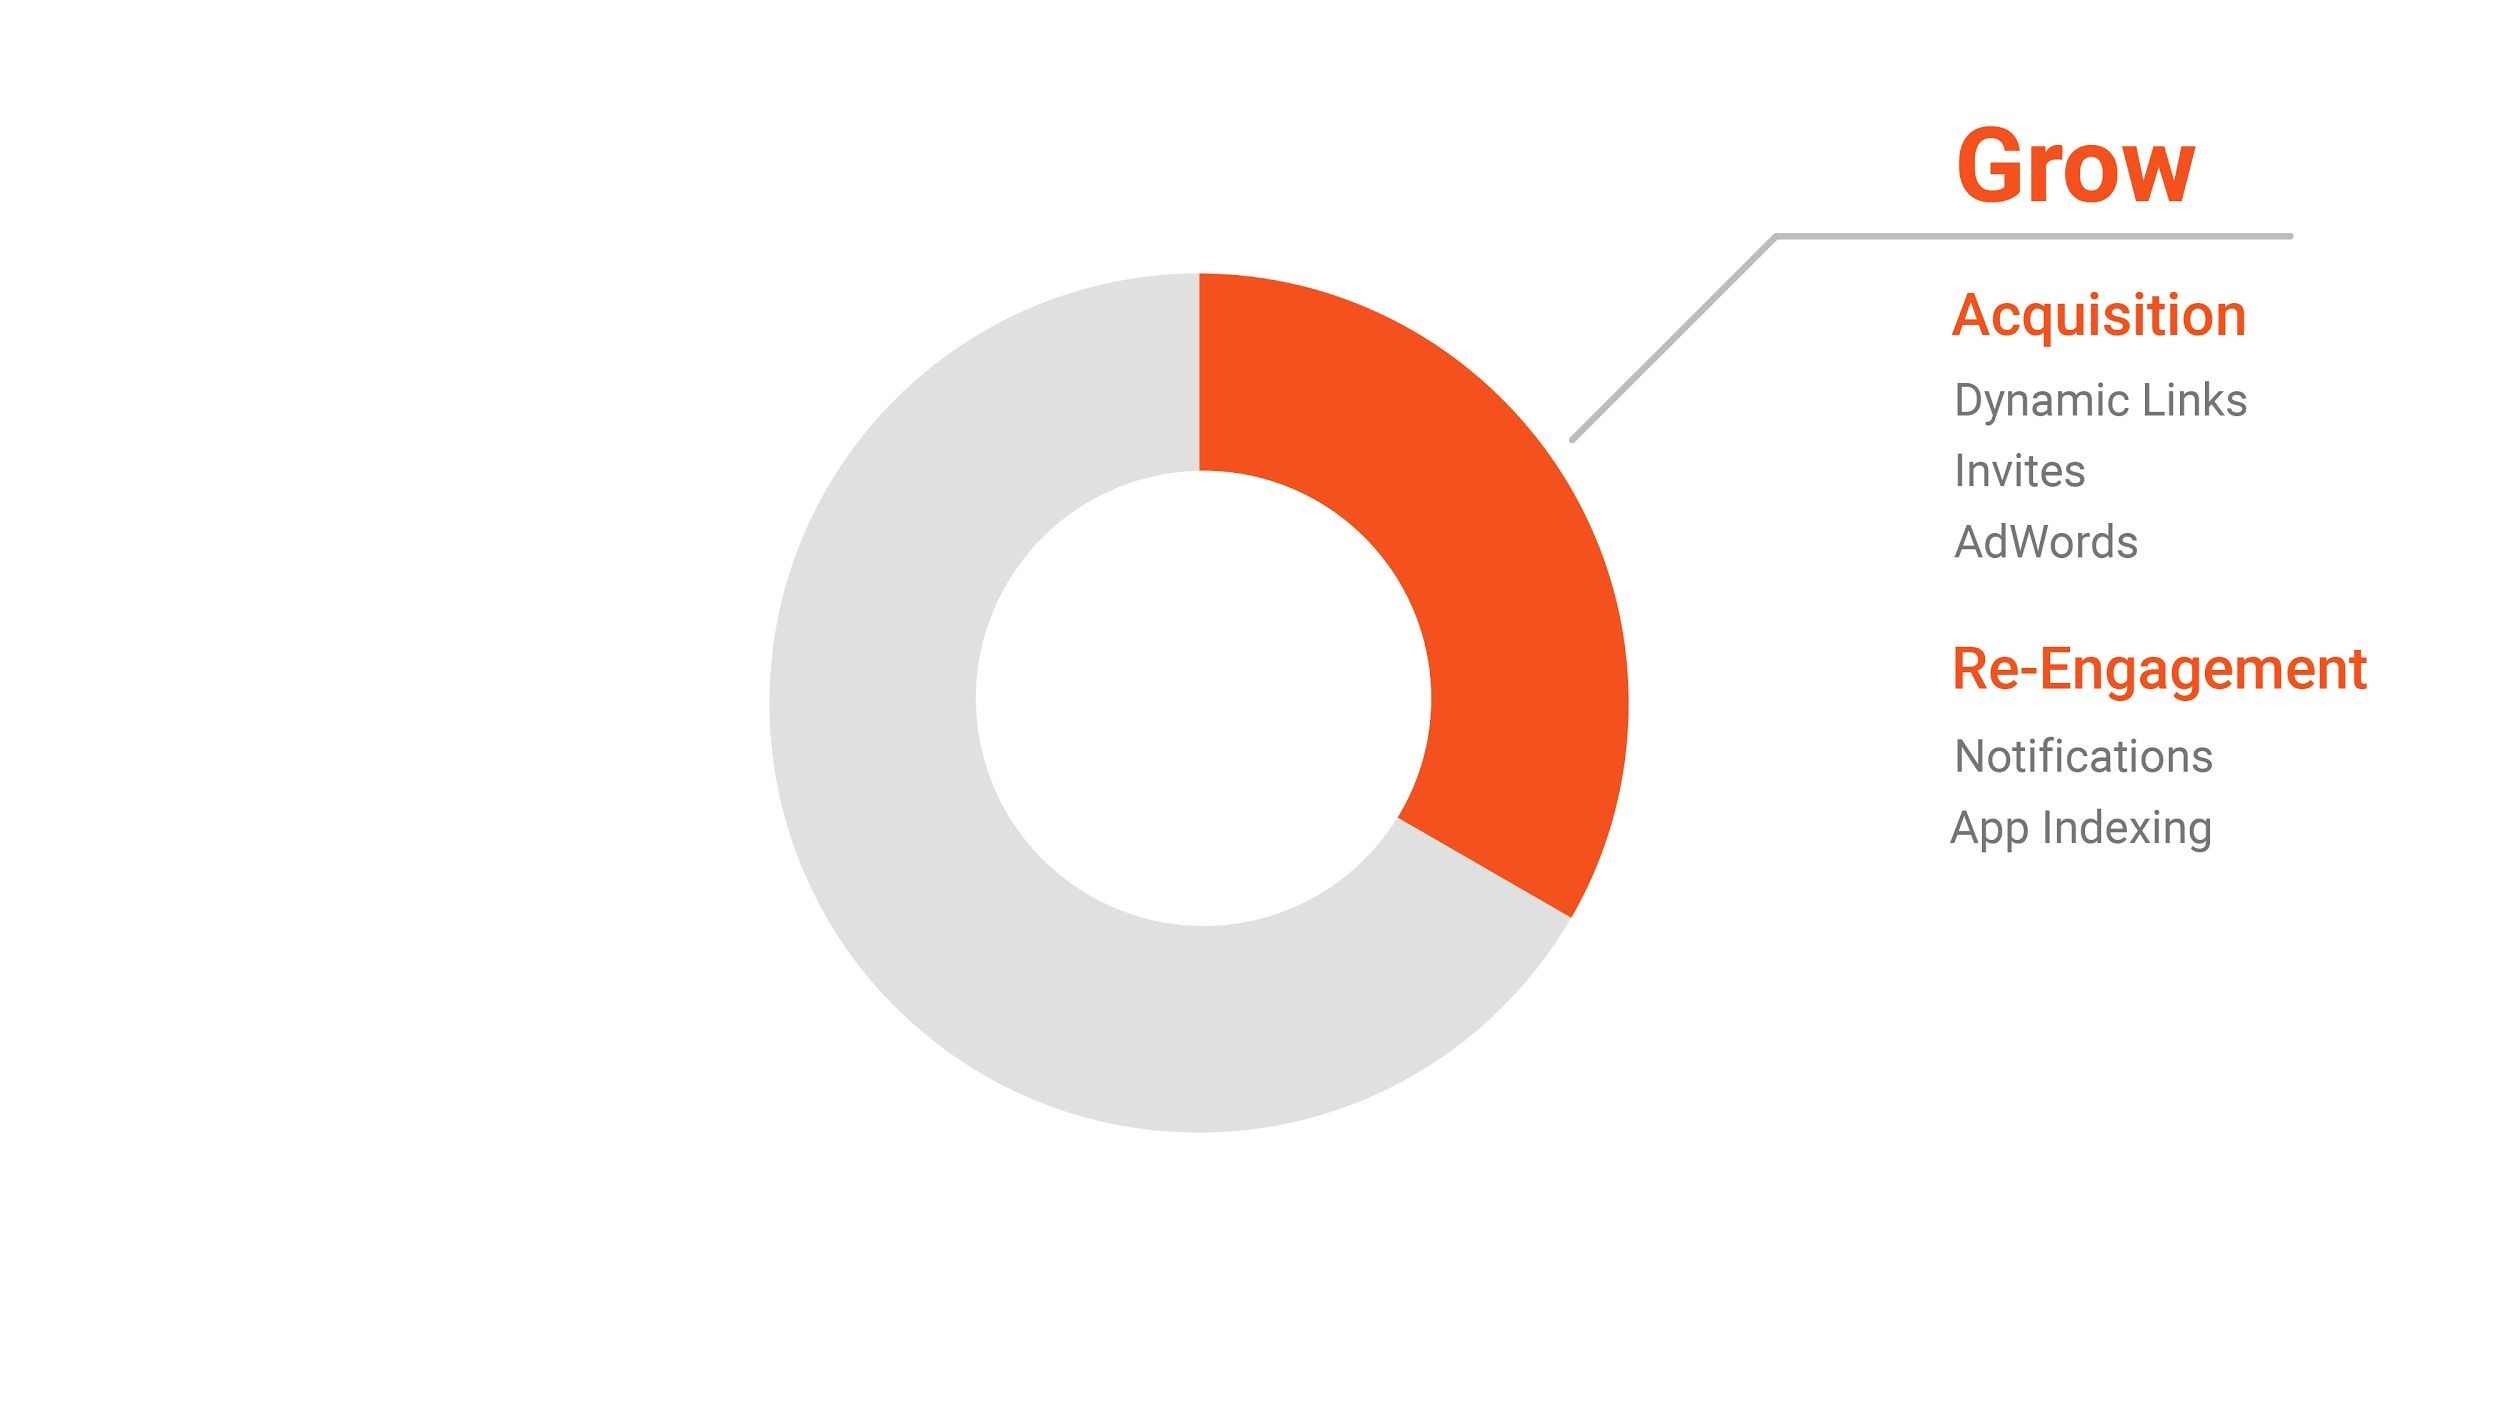 Grow
Acquisition
Dynamic Links
Invites
AdWords
Re-Engagement
Notifications
App Indexing